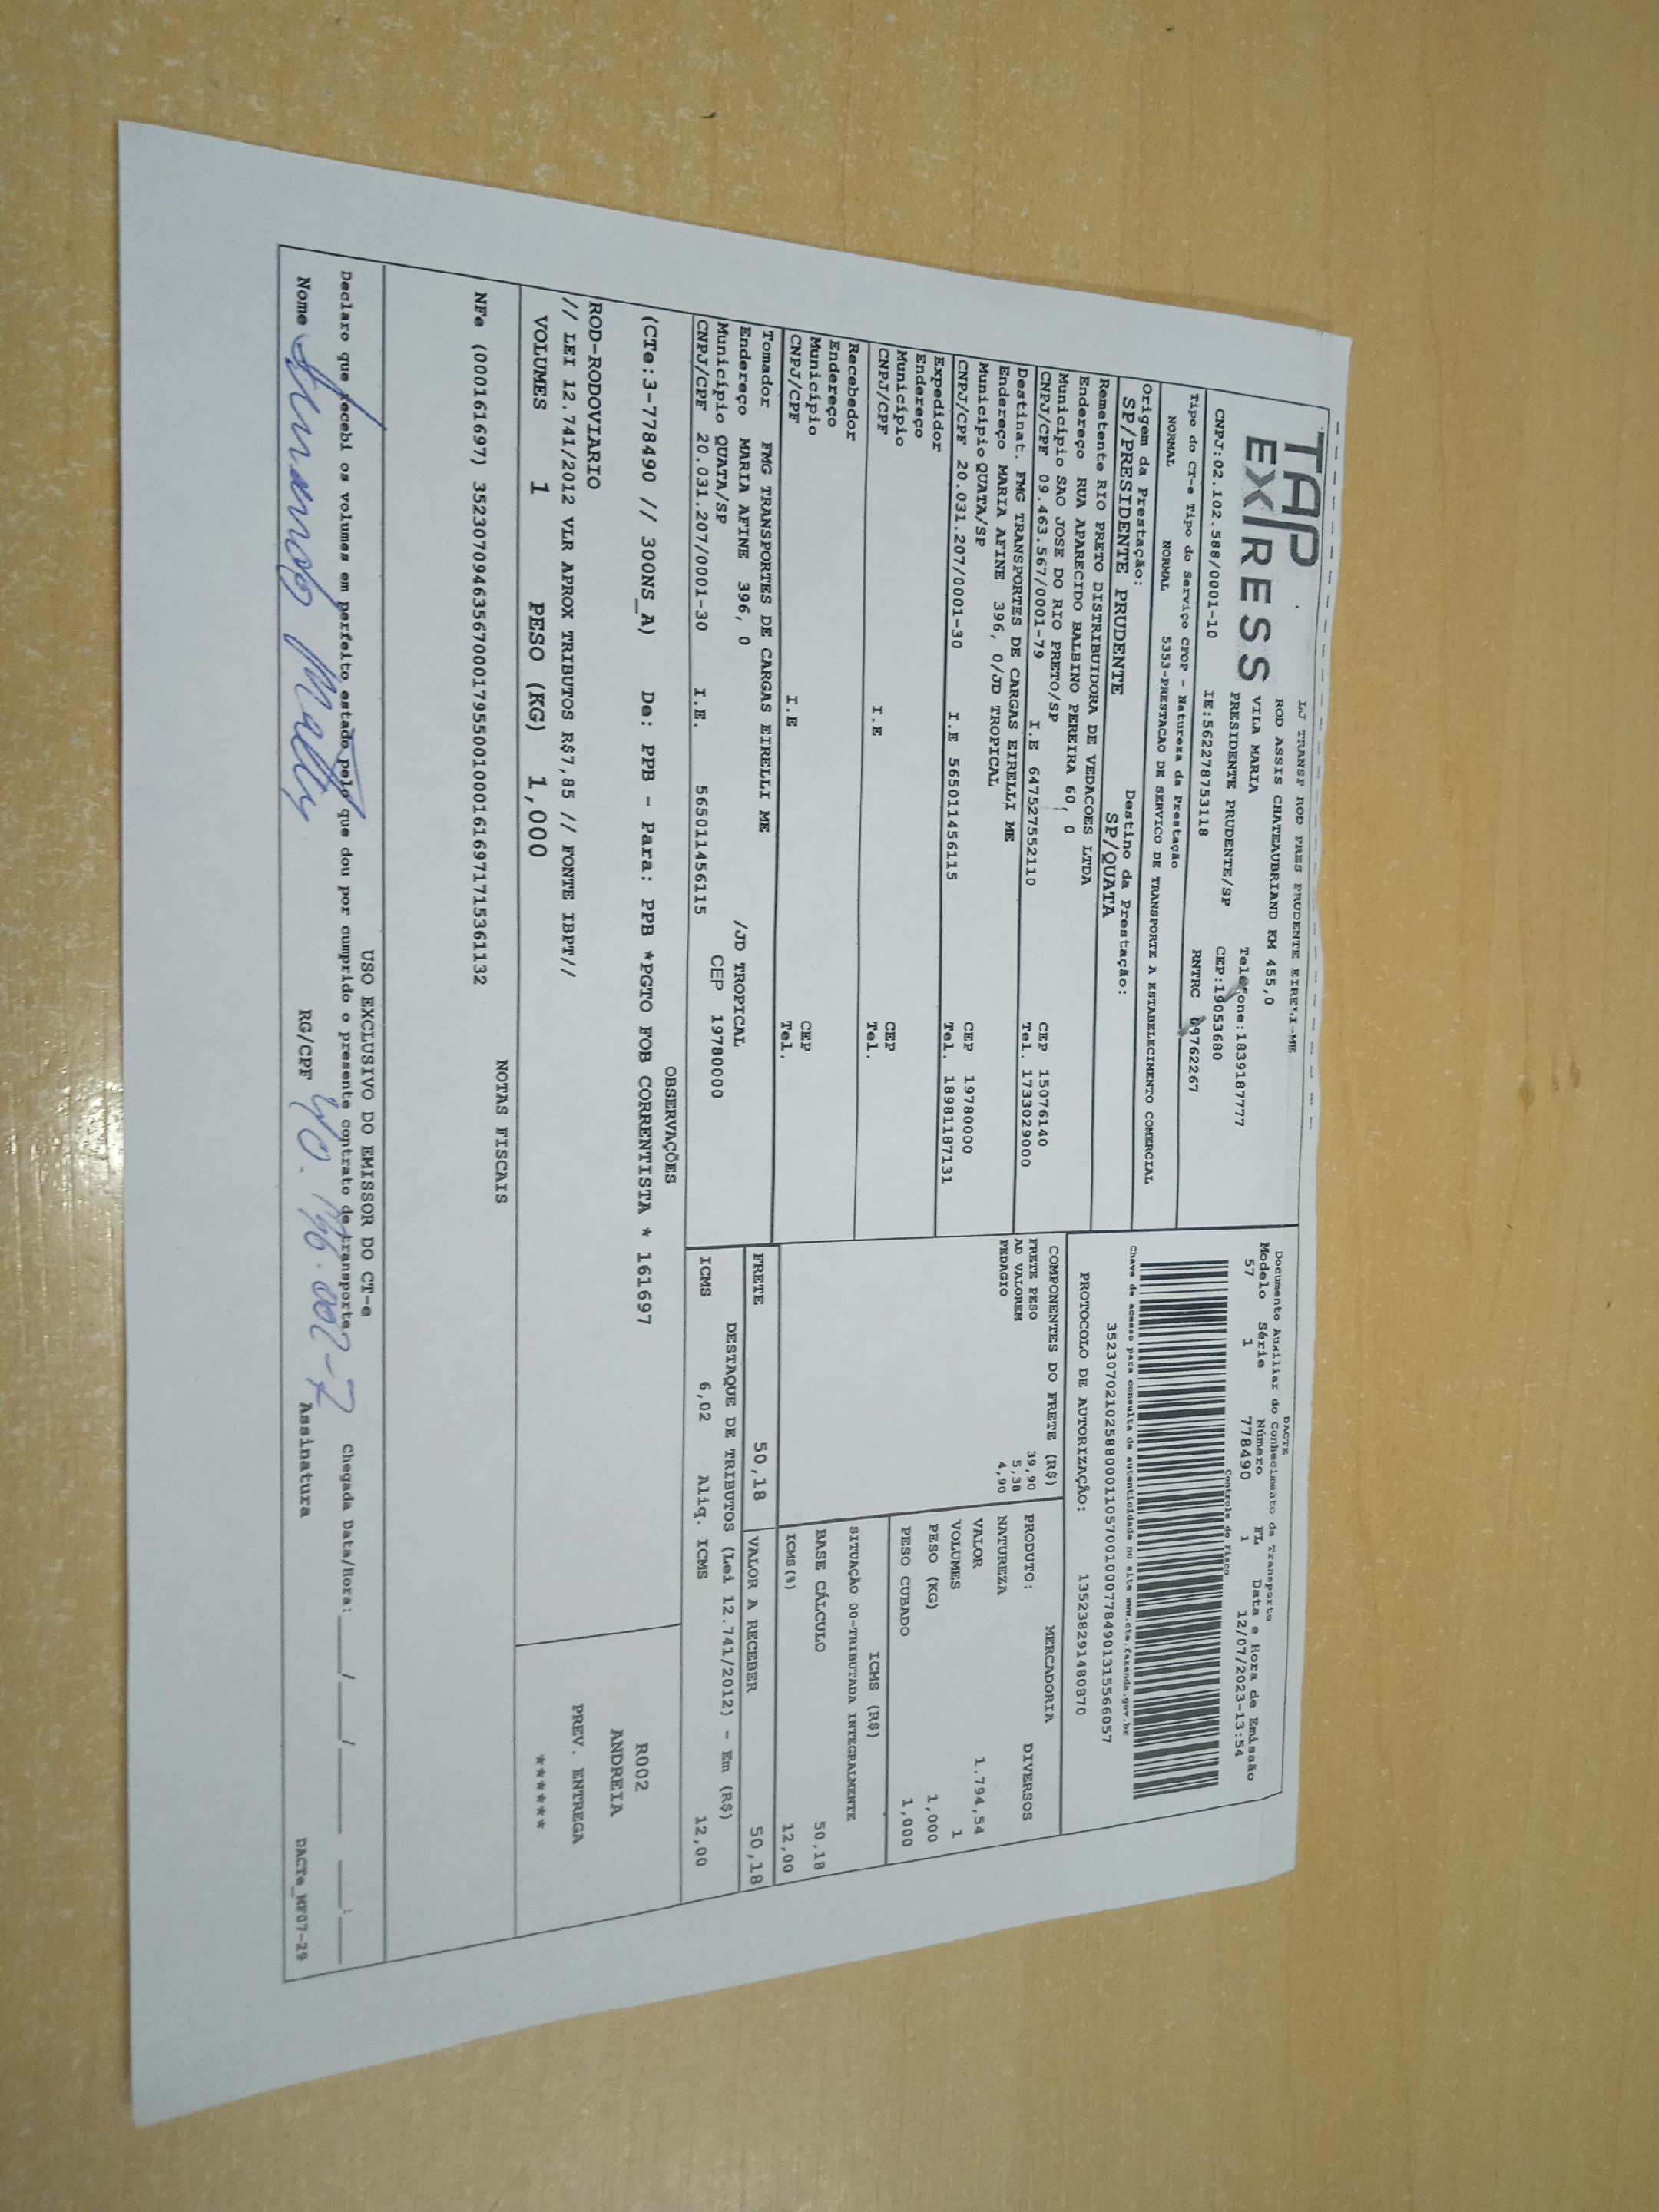 TAP
EXPRESS
LJ TRANSP ROD PRES PRUDENTE EIRELI-ME
ROD ASSIS CHATEAUBRIAND KM 455,0
VILA MARIA Telefone:1839187777
PRESIDENTE PRUDENTE/SP CEP:19053680
CNPJ:02.102.588/0001-10 IE:562278753118 RNTRC 09762267
Tipo do CT-e Tipo do Serviço CFOP - Natureza da Prestação
NORMAL NORMAL 5353-PRESTACAO DE SERVICO DE TRANSPORTE A ESTABELECIMENTO COMERCIAL
Origem da Prestação: Destino da Prestação:
SP/PRESIDENTE PRUDENTE SP/QUATA
DACTE
Documento Auxiliar do Conhecimento de Transporte
Modelo Série Número FL Data e Hora de Emissão
57 1 778490 1 12/07/2023-13:54
Controle do Fisco
Chave de acesso para consulta de autenticidade no site www.cte.fazenda.gov.br
35230702102588000110570010007784901315566057
PROTOCOLO DE AUTORIZAÇÃO: 135238291480870
Remetente RIO PRETO DISTRIBUIDORA DE VEDACOES LTDA
Endereço RUA APARECIDO BALBINO PEREIRA 60, 0
Município SAO JOSE DO RIO PRETO/SP CEP 15076140
CNPJ/CPF 09.463.567/0001-79 I.E 647527552110 Tel. 1733029000
Destinat. FMG TRANSPORTES DE CARGAS EIRELLI ME
Endereço MARIA AFINE 396, 0/JD TROPICAL
Município QUATA/SP CEP 19780000
CNPJ/CPF 20.031.207/0001-30 I.E 565011456115 Tel. 18981187131
Expedidor
Endereço
Município CEP
CNPJ/CPF I.E Tel.
Recebedor
Endereço
Município CEP
CNPJ/CPF I.E Tel.
Tomador FMG TRANSPORTES DE CARGAS EIRELLI ME
Endereço MARIA AFINE 396, 0 /JD TROPICAL
Município QUATA/SP CEP 19780000
CNPJ/CPF 20.031.207/0001-30 I.E. 565011456115
COMPONENTES DO FRETE (R$)
FRETE PESO 39,90
AD VALOREM 5,38
PEDAGIO 4,90
MERCADORIA
PRODUTO: DIVERSOS
NATUREZA
VALOR 1.794,54
VOLUMES 1
PESO (KG) 1,000
PESO CUBADO 1,000
ICMS (R$)
SITUAÇÃO 00-TRIBUTADA INTEGRALMENTE
BASE CÁLCULO 50,18
ICMS(%) 12,00
FRETE 50,18 VALOR A RECEBER 50,18
DESTAQUE DE TRIBUTOS (Lei 12.741/2012) - Em (R$)
ICMS 6,02 Aliq. ICMS 12,00
OBSERVAÇÕES
(CTe:3-778490 // 300NS_A) De: PPB - Para: PPB *PGTO FOB CORRENTISTA * 161697
ROD-RODOVIARIO
// LEI 12.741/2012 VLR APROX TRIBUTOS R$7,85 // FONTE IBPT//
R002
ANDREIA
PREV. ENTREGA
******
VOLUMES 1 PESO (KG) 1,000
NOTAS FISCAIS
NFe (000161697) 35230709463567000179550010001616971715361132
USO EXCLUSIVO DO EMISSOR DO CT-e
Declaro que recebi os volumes em perfeito estado pelo que dou por cumprido o presente contrato de transporte. Chegada Data/Hora:____/____/____ ____:____
Nome RG/CPF Assinatura DACTe_MF07-29